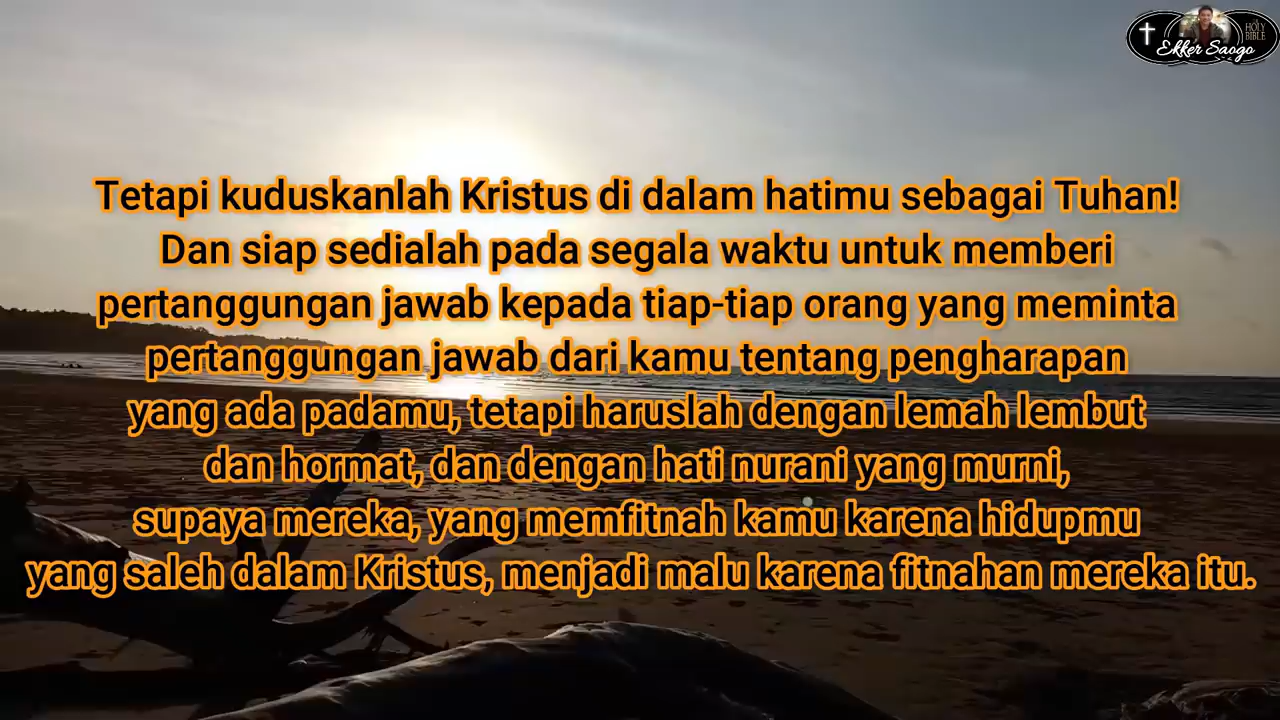 HOLY
BIBLE
Ekker Saogo
Tetapi kuduskanlah Kristus di dalam hatimu sebagai Tuhan!
Dan siap sedialah pada segala waktu untuk memberi
pertanggungan jawab kepada tiap-tiap orang yang meminta
pertanggungan jawab dari kamu tentang pengharapan
yang ada padamu, tetapi haruslah dengan lemah lembut
dan hormat, dan dengan hati nurani yang murni,
supaya mereka, yang memfitnah kamu karena hidupmu
yang saleh dalam Kristus, menjadi malu karena fitnahan mereka itu.